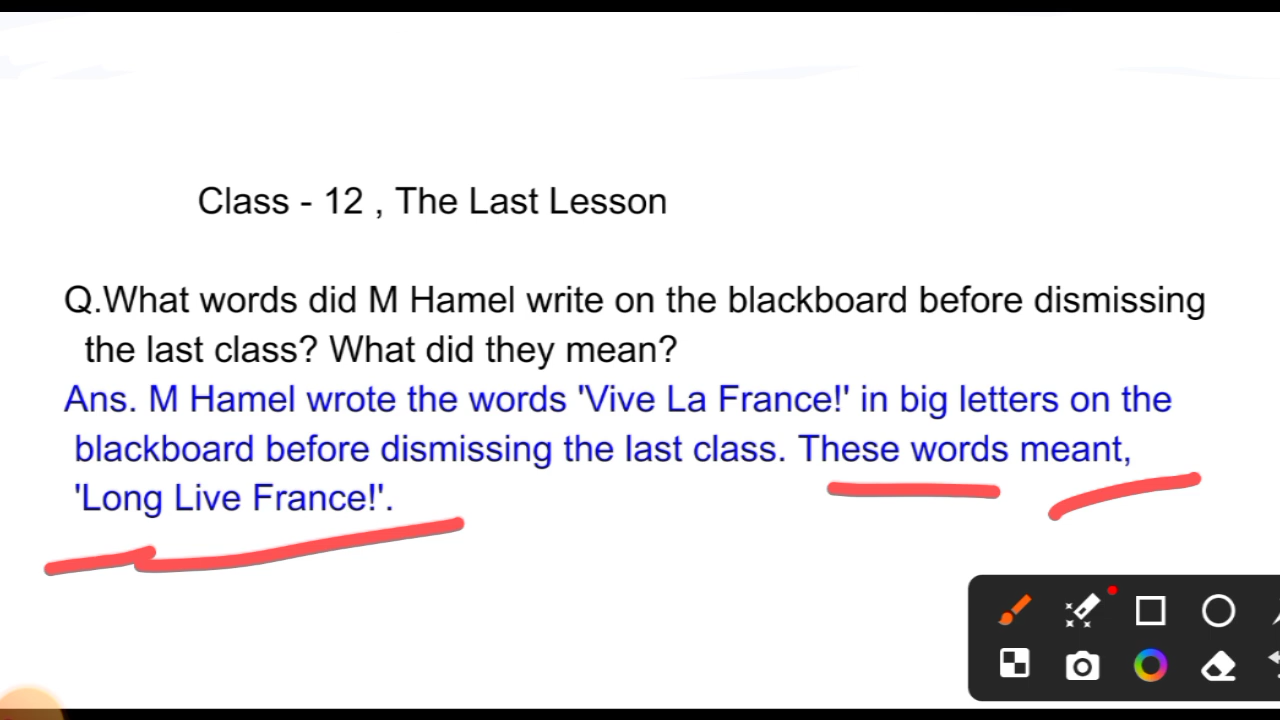 Class - 12 , The Last Lesson
Q.What words did M Hamel write on the blackboard before dismissing
the last class? What did they mean?
Ans. M Hamel wrote the words 'Vive La France!' in big letters on the
blackboard before dismissing the last class. These words meant,
'Long Live France!'.